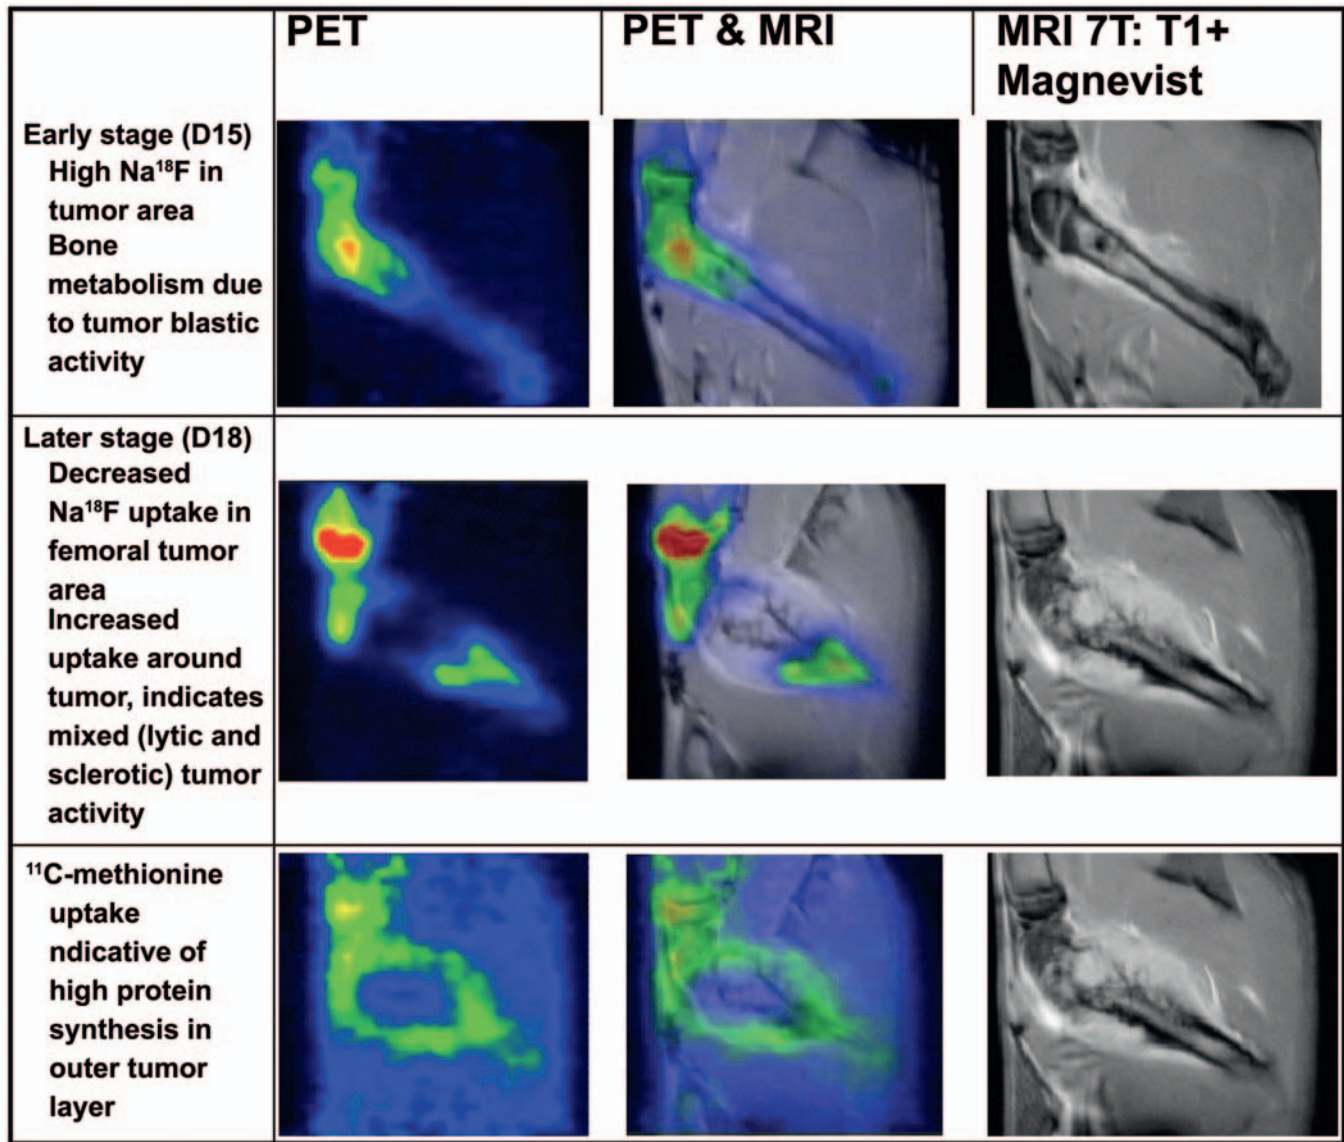 PET
PET & MRI
MRI 7T: T1+
Magnevist
Early stage (D15)
High Na¹⁸F in
tumor area
Bone
metabolism due
to tumor blastic
activity
Later stage (D18)
Decreased
Na¹⁸F uptake in
femoral tumor
area
Increased
uptake around
tumor, indicates
mixed (lytic and
sclerotic) tumor
activity
¹¹C-methionine
uptake
ndicative of
high protein
synthesis in
outer tumor
layer